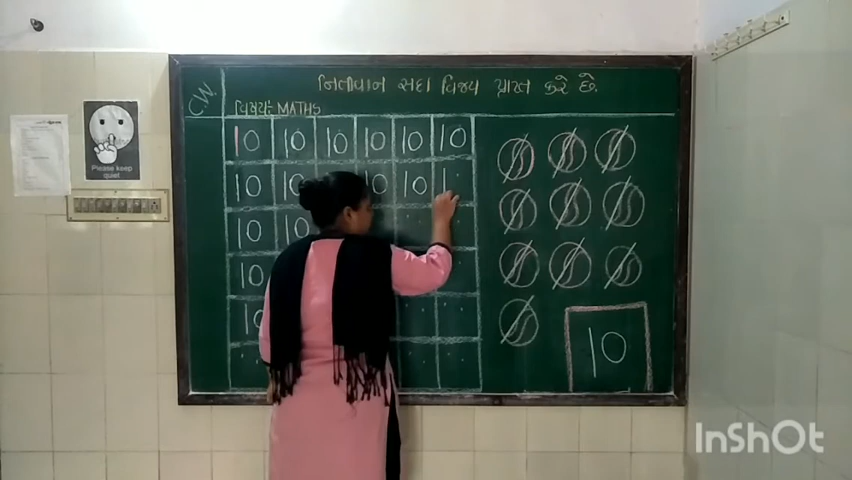 નિતીવાન સદા વિજય પ્રાપ્ત કરે છે.
C.W.
વિષય: MATHS
10 10 10 10 10 10
10 10 10 10 1
10 10
10
10
10
Please keep
quiet
InShOt